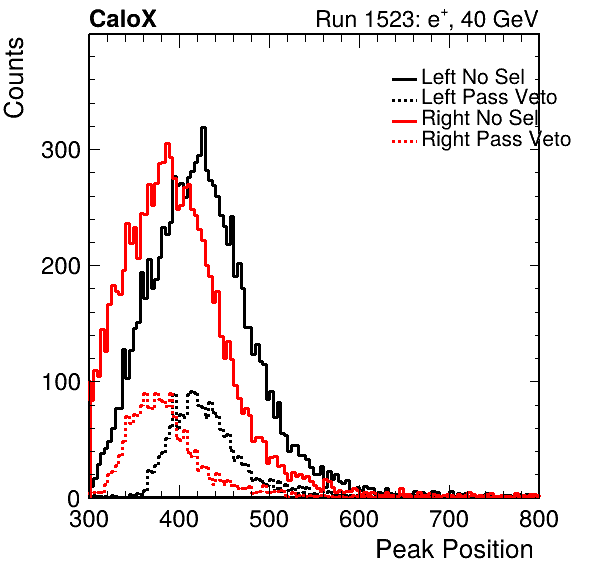 CaloX Run 1523: e⁺, 40 GeV
Counts
Left No Sel
Left Pass Veto
Right No Sel
Right Pass Veto
300
200
100
0
300 400 500 600 700 800
Peak Position